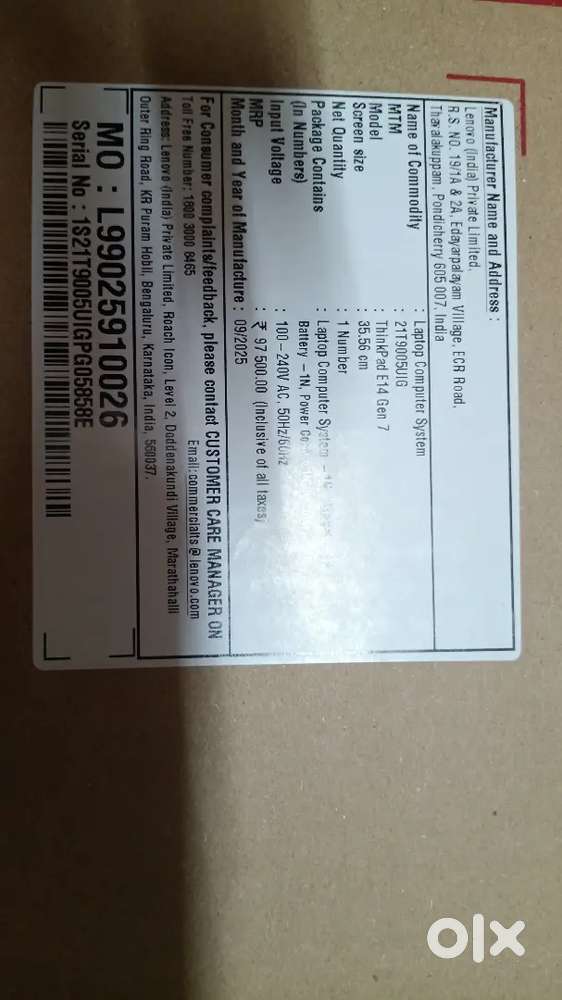 Manufacturer Name and Address :
Lenovo (India) Private Limited,
R.S. NO. 19/1A & 2A, Edayarpalayam Village, ECR Road,
Thavalakuppam, Pondicherry 605 007, India
Name of Commodity : Laptop Computer System
MTM : 21T9005UIG
Model : ThinkPad E14 Gen 7
Screen size : 35.56 cm
Net Quantity : 1 Number
Package Contains : Laptop Computer System –1N,
(In Numbers) Battery –1N, Power
Input Voltage : 100–240V AC, 50Hz/60Hz
MRP : ₹ 97,500.00 (Inclusive of all taxes)
Month and Year of Manufacture : 09/2025
For Consumer complaints/feedback, please contact CUSTOMER CARE MANAGER ON
Toll Free Number: 1800 3000 8465 Email:commercialts@lenovo.com
Address: Lenovo (India) Private Limited, Roach Icon, Level 2, Doddanakundi Village, Marathahalli
Outer Ring Road, KR Puram Hobli, Bengaluru, Karnataka, India, 560037.
MO : L99025910026
Serial No : 1S21T9005UIGPG05858E
olx